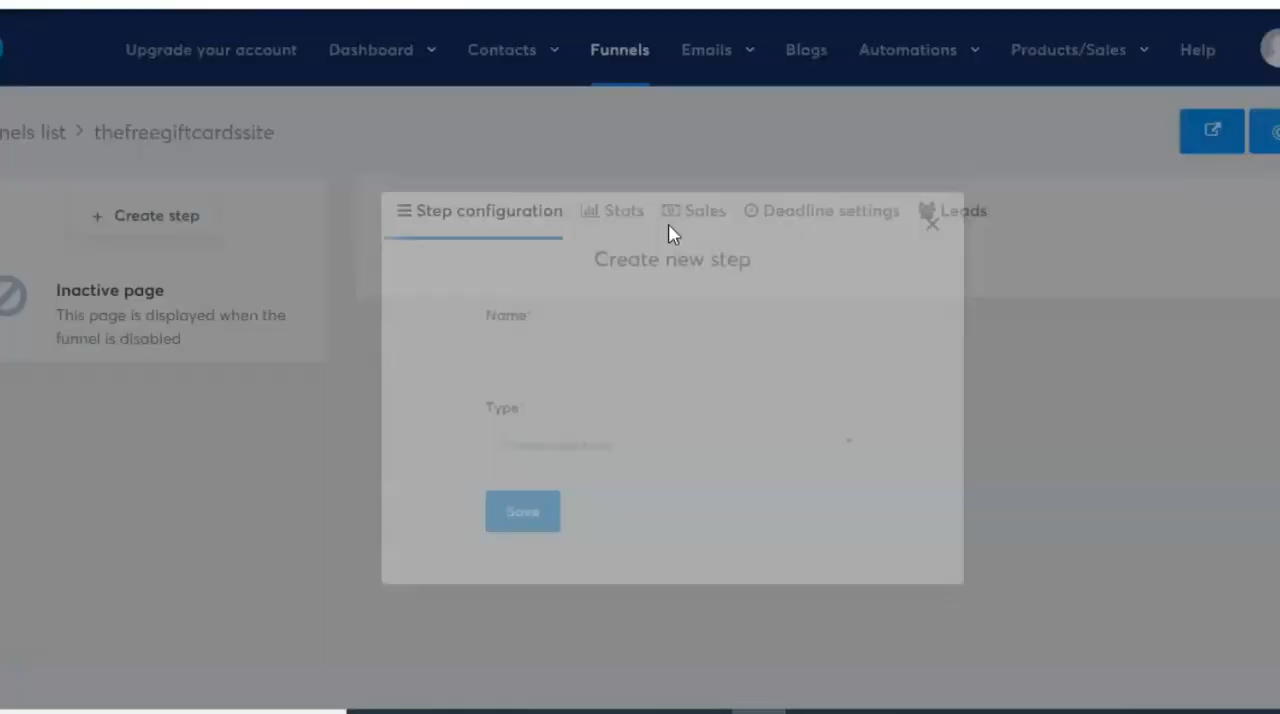 Upgrade your account Dashboard Contacts Funnels Emails Blogs Automations Products/Sales Help
nels list > thefreegiftcardssite
+ Create step
Step configuration Stats Sales Deadline settings Leads
Create new step
Inactive page
This page is displayed when the
funnel is disabled
Name*
Type*
Save